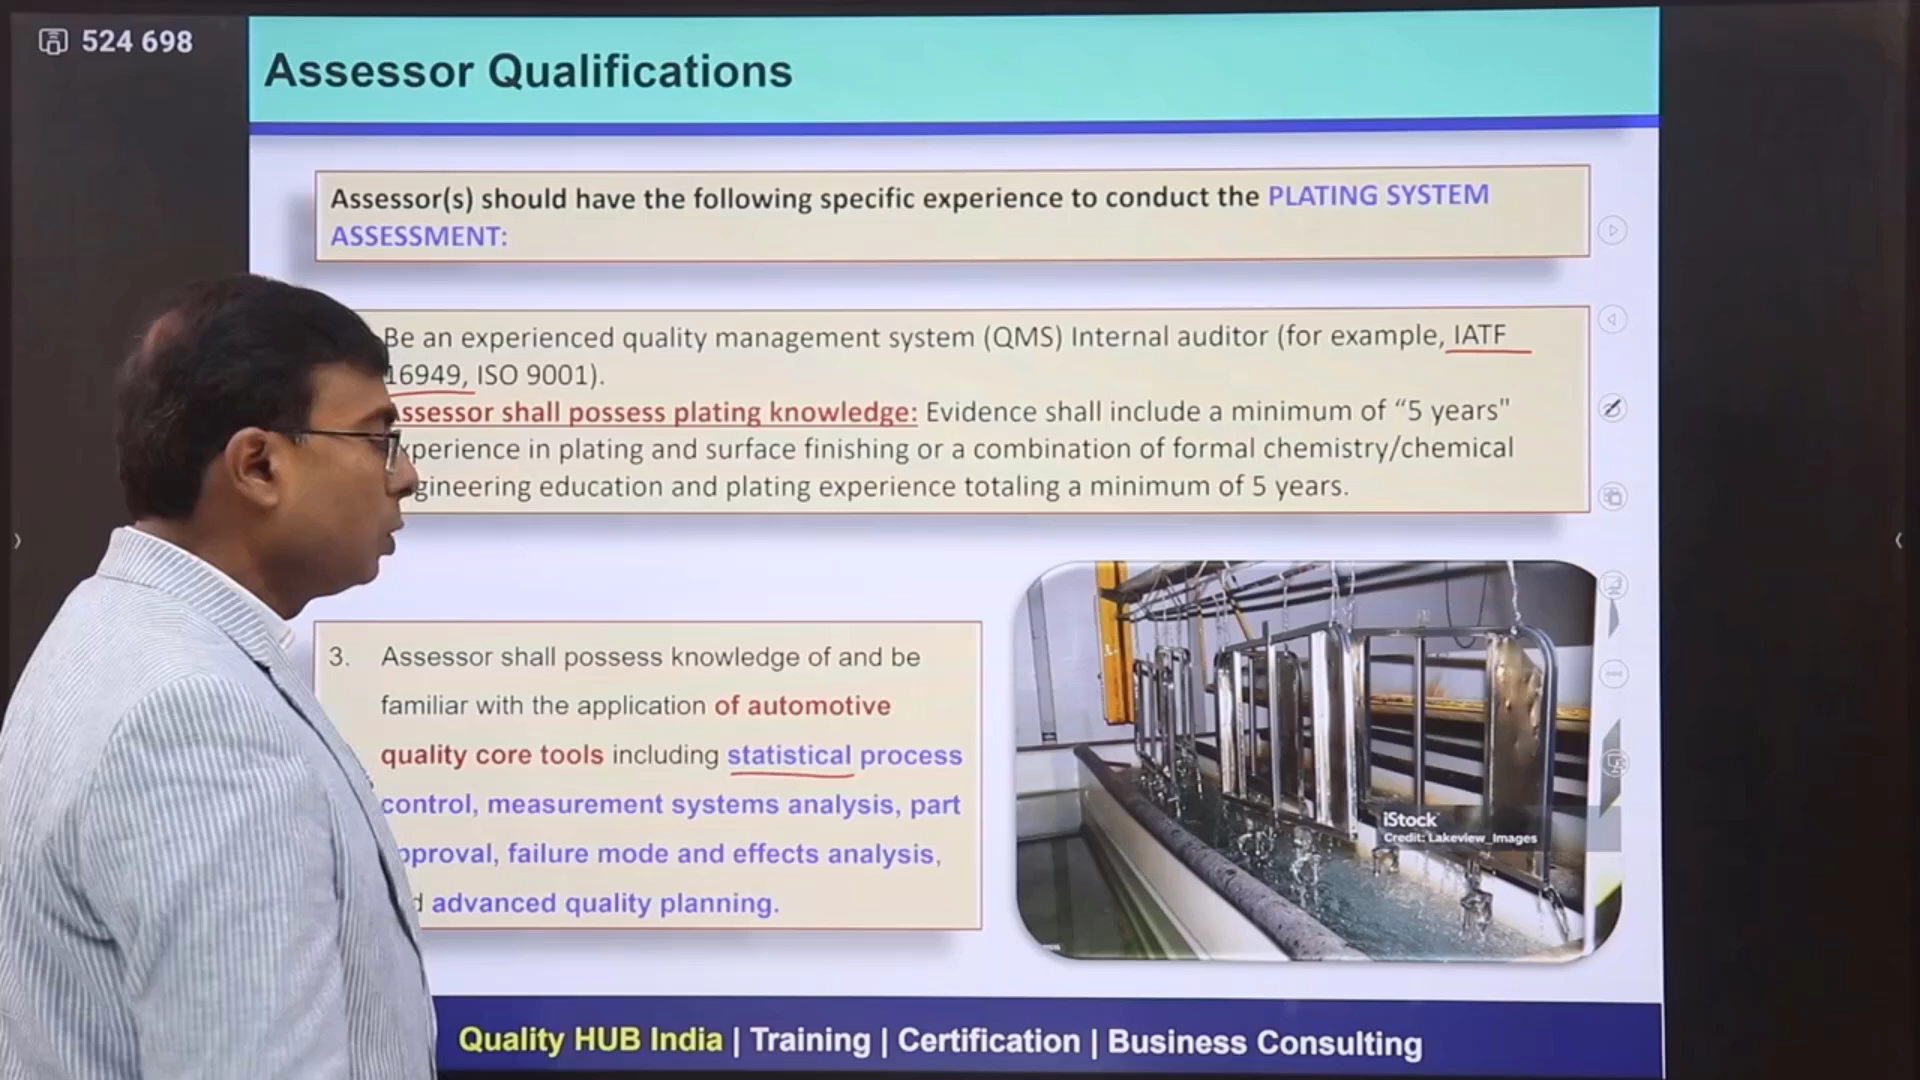 524 698
Assessor Qualifications
Assessor(s) should have the following specific experience to conduct the PLATING SYSTEM
ASSESSMENT:
Be an experienced quality management system (QMS) Internal auditor (for example, IATF
16949, ISO 9001).
ssessor shall possess plating knowledge: Evidence shall include a minimum of “5 years"
xperience in plating and surface finishing or a combination of formal chemistry/chemical
gineering education and plating experience totaling a minimum of 5 years.
3. Assessor shall possess knowledge of and be
familiar with the application of automotive
quality core tools including statistical process
control, measurement systems analysis, part
pproval, failure mode and effects analysis,
d advanced quality planning.
iStock
Credit: Lakeview_Images
Quality HUB India | Training | Certification | Business Consulting